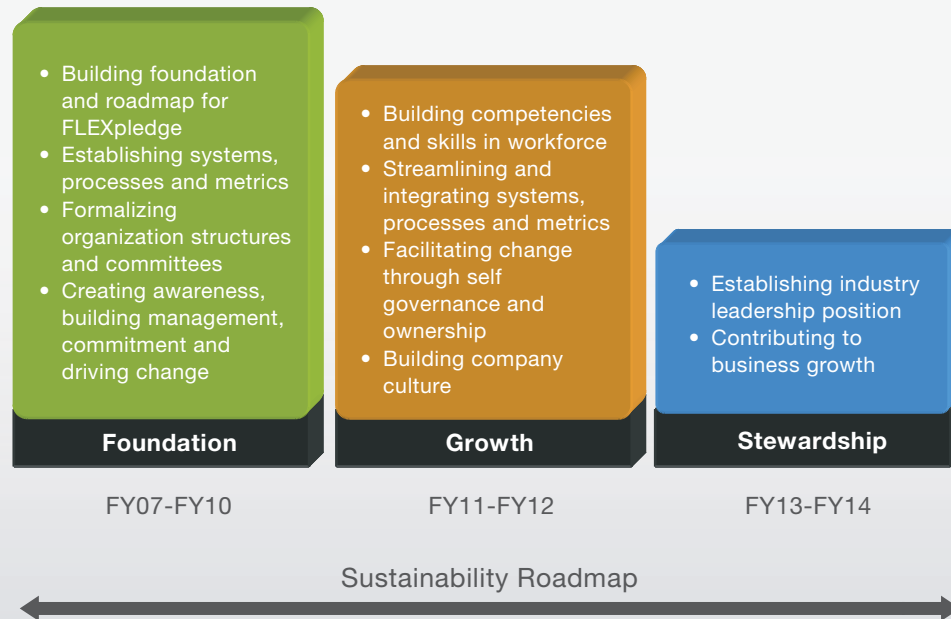 • Building foundation
and roadmap for
FLEXpledge
• Establishing systems,
processes and metrics
• Formalizing
organization structures
and committees
• Creating awareness,
building management,
commitment and
driving change
Foundation
FY07-FY10
• Building competencies
and skills in workforce
• Streamlining and
integrating systems,
processes and metrics
• Facilitating change
through self
governance and
ownership
• Building company
culture
Growth
FY11-FY12
• Establishing industry
leadership position
• Contributing to
business growth
Stewardship
FY13-FY14
Sustainability Roadmap